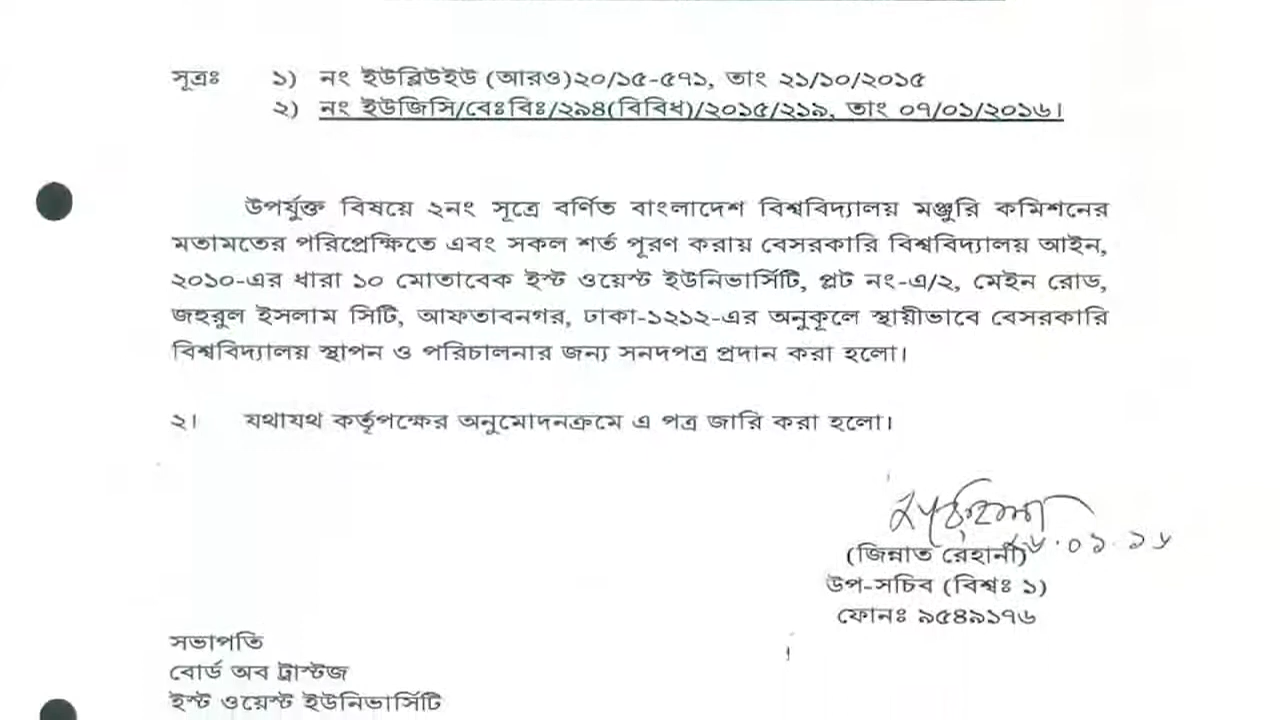 সূত্রঃ ১) নং ইউব্লিউইউ (আরও)২০/১৫-৫৭১, তাং ২১/১০/২০১৫
২) নং ইউজিসি/বেঃবিঃ/২৯৪(বিবিধ)/২০১৫/২১৯, তাং ০৭/০১/২০১৬।
উপর্যুক্ত বিষয়ে ২নং সূত্রে বর্ণিত বাংলাদেশ বিশ্ববিদ্যালয় মঞ্জুরি কমিশনের
মতামতের পরিপ্রেক্ষিতে এবং সকল শর্ত পূরণ করায় বেসরকারি বিশ্ববিদ্যালয় আইন,
২০১০-এর ধারা ১০ মোতাবেক ইস্ট ওয়েস্ট ইউনিভার্সিটি, প্লট নং-এ/২, মেইন রোড,
জহুরুল ইসলাম সিটি, আফতাবনগর, ঢাকা-১২১২-এর অনুকূলে স্থায়ীভাবে বেসরকারি
বিশ্ববিদ্যালয় স্থাপন ও পরিচালনার জন্য সনদপত্র প্রদান করা হলো।
২। যথাযথ কর্তৃপক্ষের অনুমোদনক্রমে এ পত্র জারি করা হলো।
(জিন্নাত রেহানা)
উপ-সচিব (বিশ্বঃ ১)
ফোনঃ ৯৫৪৯১৭৬
সভাপতি
বোর্ড অব ট্রাস্টিজ
ইস্ট ওয়েস্ট ইউনিভার্সিটি